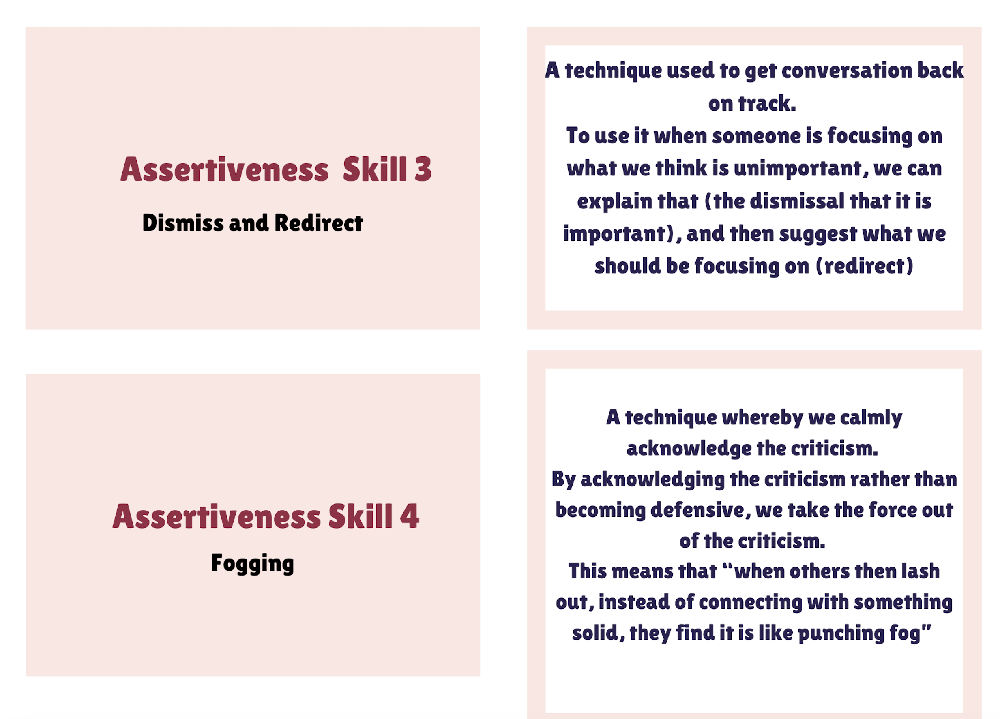 Assertiveness  Skill 3
Dismiss and Redirect
A technique used to get conversation back
on track.
To use it when someone is focusing on
what we think is unimportant, we can
explain that (the dismissal that it is
important), and then suggest what we
should be focusing on (redirect)
Assertiveness Skill 4
Fogging
A technique whereby we calmly
acknowledge the criticism.
By acknowledging the criticism rather than
becoming defensive, we take the force out
of the criticism.
This means that “when others then lash
out, instead of connecting with something
solid, they find it is like punching fog”